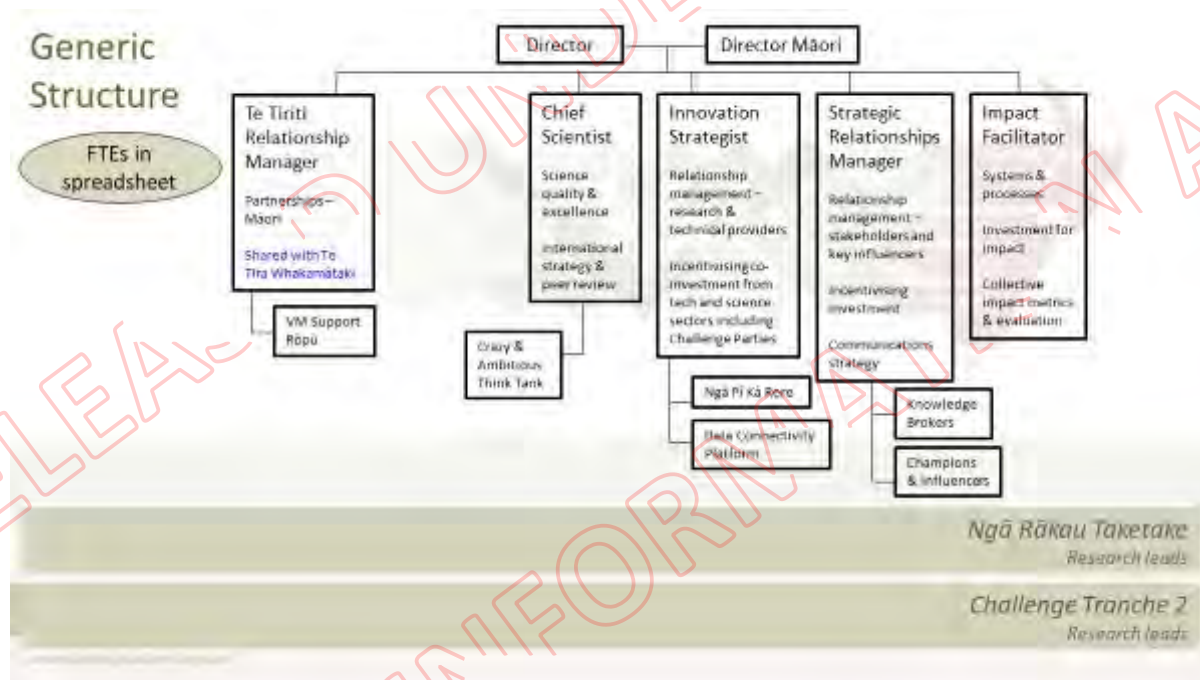 Generic
Structure
FTEs in
spreadsheet
Director
Director Māori
Te Tiriti
Relationship
Manager
Partnerships –
Māori
Shared with Te
Tira Whakamātaki
VM Support
Rōpū
Chief
Scientist
Science
quality &
excellence
International
strategy &
peer review
Crazy &
Ambitious
Think Tank
Innovation
Strategist
Relationship
management –
research &
technical providers
Incentivising co-
investment from
tech and science
sectors including
Challenge Parties
Ngā Pī Kā Rere
Data Connectivity
Platform
Strategic
Relationships
Manager
Relationship
management –
stakeholders and
key influencers
Incentivising
investment
Communications
strategy
Knowledge
Brokers
Champions
& Influencers
Impact
Facilitator
Systems &
processes
Investment for
impact
Collective
impact metrics
& evaluation
Ngā Rākau Taketake
Research leads
Challenge Tranche 2
Research leads